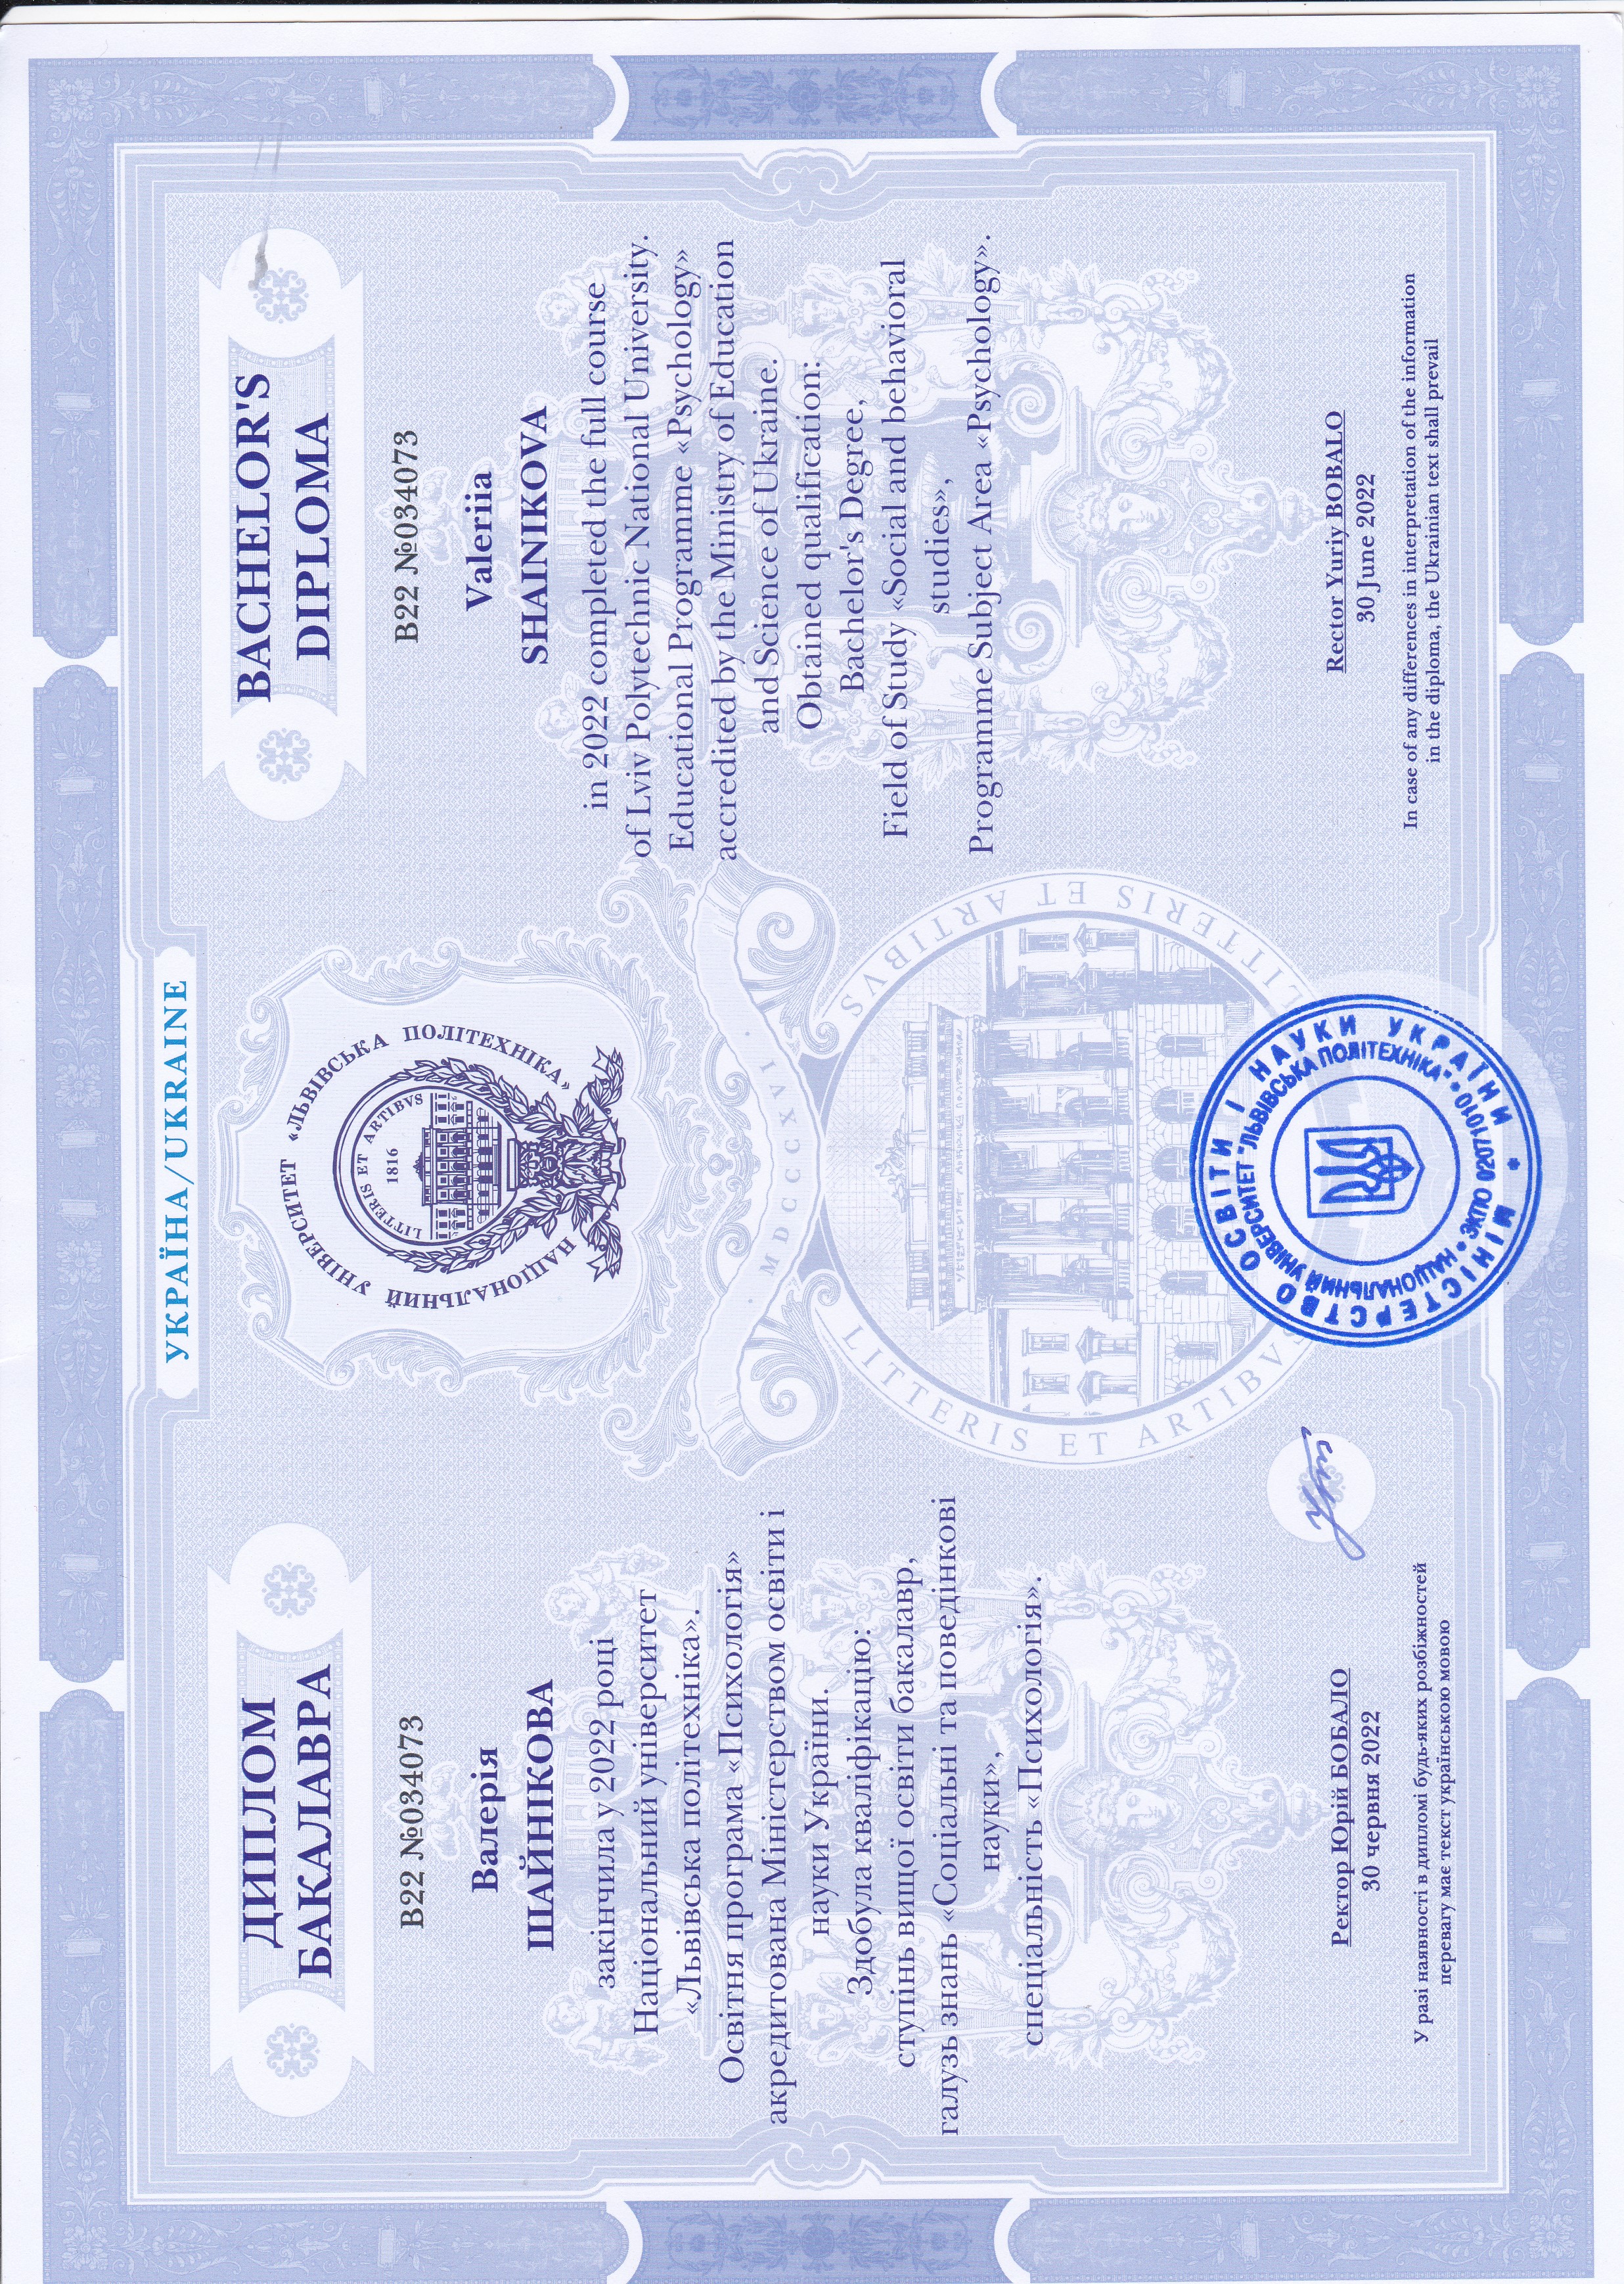 УКРАЇНА/UKRAINE
ДИПЛОМ
БАКАЛАВРА
B22 №034073
Валерія
ШАЙНІКОВА
закінчила у 2022 році
Національний університет
«Львівська політехніка».
Освітня програма «Психологія»
акредитована Міністерством освіти і
науки України.
Здобула кваліфікацію:
ступінь вищої освіти бакалавр,
галузь знань «Соціальні та поведінкові
науки»,
спеціальність «Психологія».
Ректор Юрій БОБАЛО
30 червня 2022
У разі наявності в дипломі будь-яких розбіжностей
перевагу має текст українською мовою
НАЦІОНАЛЬНИЙ УНІВЕРСИТЕТ «ЛЬВІВСЬКА ПОЛІТЕХНІКА»
LITTERIS ET ARTIBVS
1816
MDCCCXVI
LITTERIS ET ARTIBVS
LITTERIS ET ARTIBVS
МІНІСТЕРСТВО ОСВІТИ І НАУКИ УКРАЇНИ
НАЦІОНАЛЬНИЙ УНІВЕРСИТЕТ "ЛЬВІВСЬКА ПОЛІТЕХНІКА"
ЗКПО 02071010
BACHELOR'S
DIPLOMA
B22 №034073
Valeriia
SHAINIKOVA
in 2022 completed the full course
of Lviv Polytechnic National University.
Educational Programme «Psychology»
accredited by the Ministry of Education
and Science of Ukraine.
Obtained qualification:
Bachelor's Degree,
Field of Study «Social and behavioral
studies»,
Programme Subject Area «Psychology».
Rector Yuriy BOBALO
30 June 2022
In case of any differences in interpretation of the information
in the diploma, the Ukrainian text shall prevail